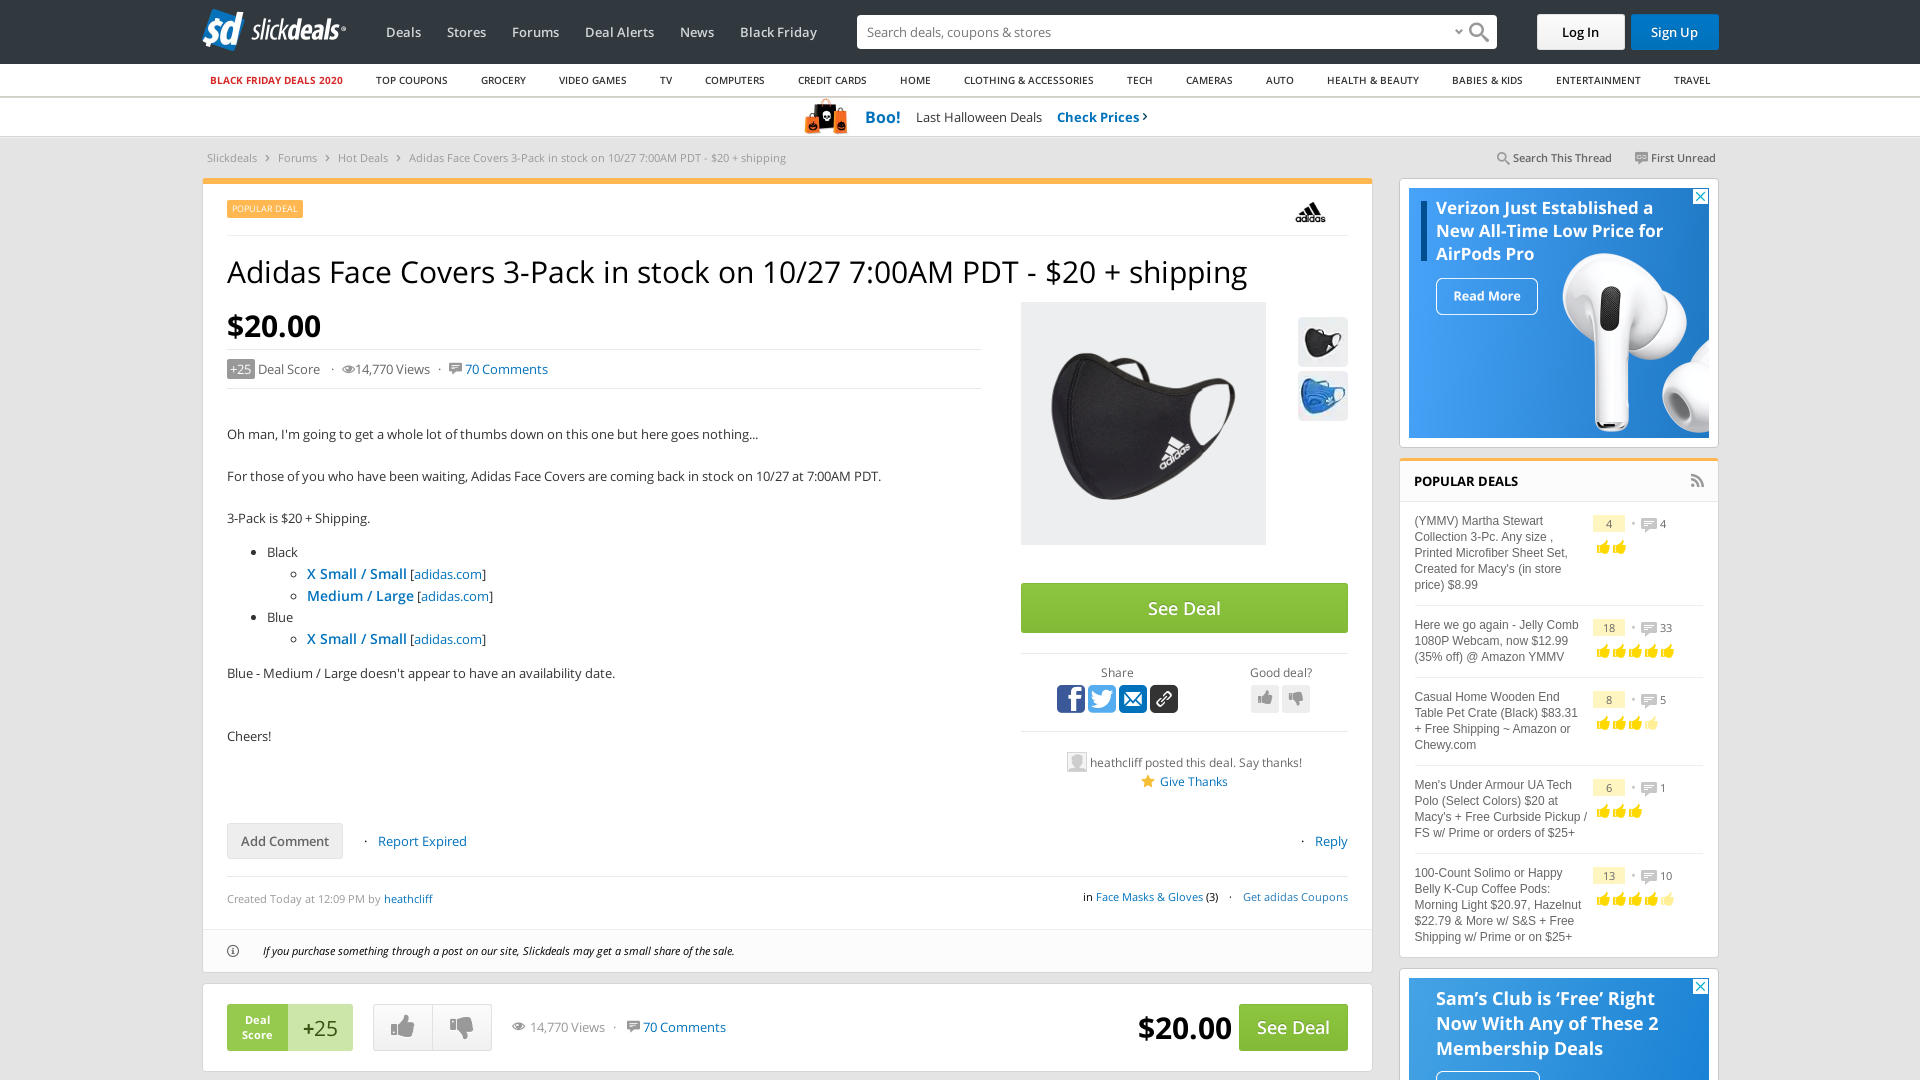 slickdeals
Deals
Stores
Forums
Deal Alerts
News
Black Friday
Search deals, coupons & stores
Log In
Sign Up
BLACK FRIDAY DEALS 2020
TOP COUPONS
GROCERY
VIDEO GAMES
TV
COMPUTERS
CREDIT CARDS
HOME
CLOTHING & ACCESSORIES
TECH
CAMERAS
AUTO
HEALTH & BEAUTY
BABIES & KIDS
ENTERTAINMENT
TRAVEL
Boo! Last Halloween Deals Check Prices ›
Slickdeals › Forums › Hot Deals › Adidas Face Covers 3-Pack in stock on 10/27 7:00AM PDT - $20 + shipping
Search This Thread
First Unread
POPULAR DEAL
adidas
Adidas Face Covers 3-Pack in stock on 10/27 7:00AM PDT - $20 + shipping
$20.00
+25 Deal Score · 14,770 Views · 70 Comments
Oh man, I'm going to get a whole lot of thumbs down on this one but here goes nothing...
For those of you who have been waiting, Adidas Face Covers are coming back in stock on 10/27 at 7:00AM PDT.
3-Pack is $20 + Shipping.
Black
X Small / Small [adidas.com]
Medium / Large [adidas.com]
Blue
X Small / Small [adidas.com]
Blue - Medium / Large doesn't appear to have an availability date.
Cheers!
adidas
See Deal
Share
Good deal?
heathcliff posted this deal. Say thanks!
Give Thanks
Add Comment
· Report Expired
· Reply
Created Today at 12:09 PM by heathcliff
in Face Masks & Gloves (3) · Get adidas Coupons
If you purchase something through a post on our site, Slickdeals may get a small share of the sale.
Deal
Score
+25
14,770 Views · 70 Comments
$20.00
See Deal
Verizon Just Established a
New All-Time Low Price for
AirPods Pro
Read More
POPULAR DEALS
(YMMV) Martha Stewart
Collection 3-Pc. Any size ,
Printed Microfiber Sheet Set,
Created for Macy's (in store
price) $8.99
4 · 4
Here we go again - Jelly Comb
1080P Webcam, now $12.99
(35% off) @ Amazon YMMV
18 · 33
Casual Home Wooden End
Table Pet Crate (Black) $83.31
+ Free Shipping ~ Amazon or
Chewy.com
8 · 5
Men's Under Armour UA Tech
Polo (Select Colors) $20 at
Macy's + Free Curbside Pickup /
FS w/ Prime or orders of $25+
6 · 1
100-Count Solimo or Happy
Belly K-Cup Coffee Pods:
Morning Light $20.97, Hazelnut
$22.79 & More w/ S&S + Free
Shipping w/ Prime or on $25+
13 · 10
Sam's Club is ‘Free’ Right
Now With Any of These 2
Membership Deals